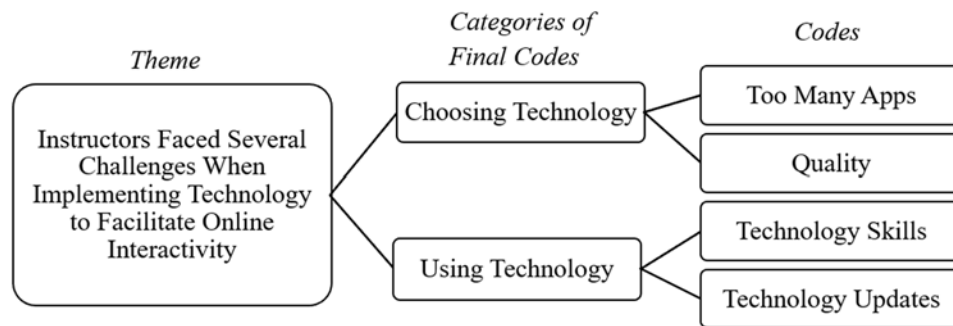 Theme
Categories of
Final Codes
Codes
Instructors Faced Several
Challenges When
Implementing Technology
to Facilitate Online
Interactivity
Choosing Technology
Using Technology
Too Many Apps
Quality
Technology Skills
Technology Updates